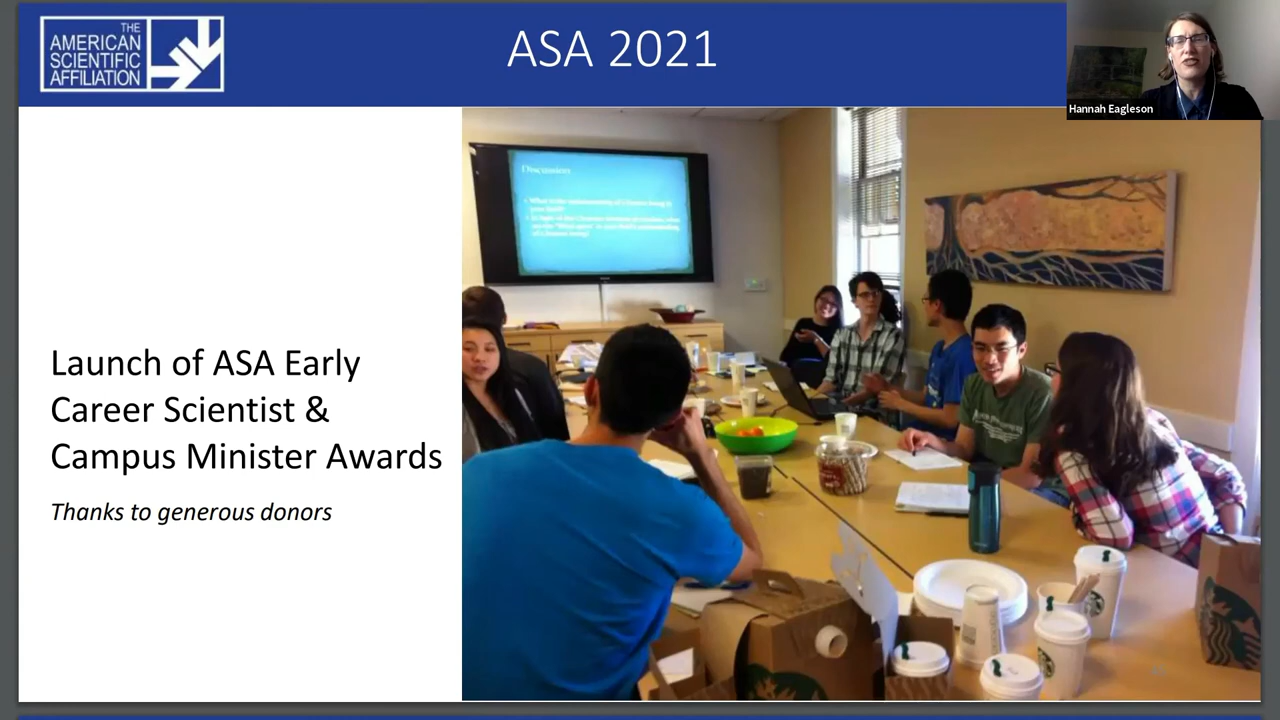 THE
AMERICAN
SCIENTIFIC
AFFILIATION
ASA 2021
Hannah Eagleson
Discussion
Launch of ASA Early
Career Scientist &
Campus Minister Awards
Thanks to generous donors